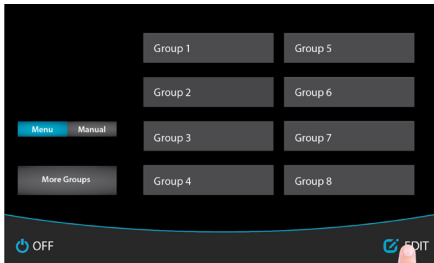 Group 1
Group 5
Group 2
Group 6
Menu
Manual
Group 3
Group 7
More Groups
Group 4
Group 8
OFF
EDIT